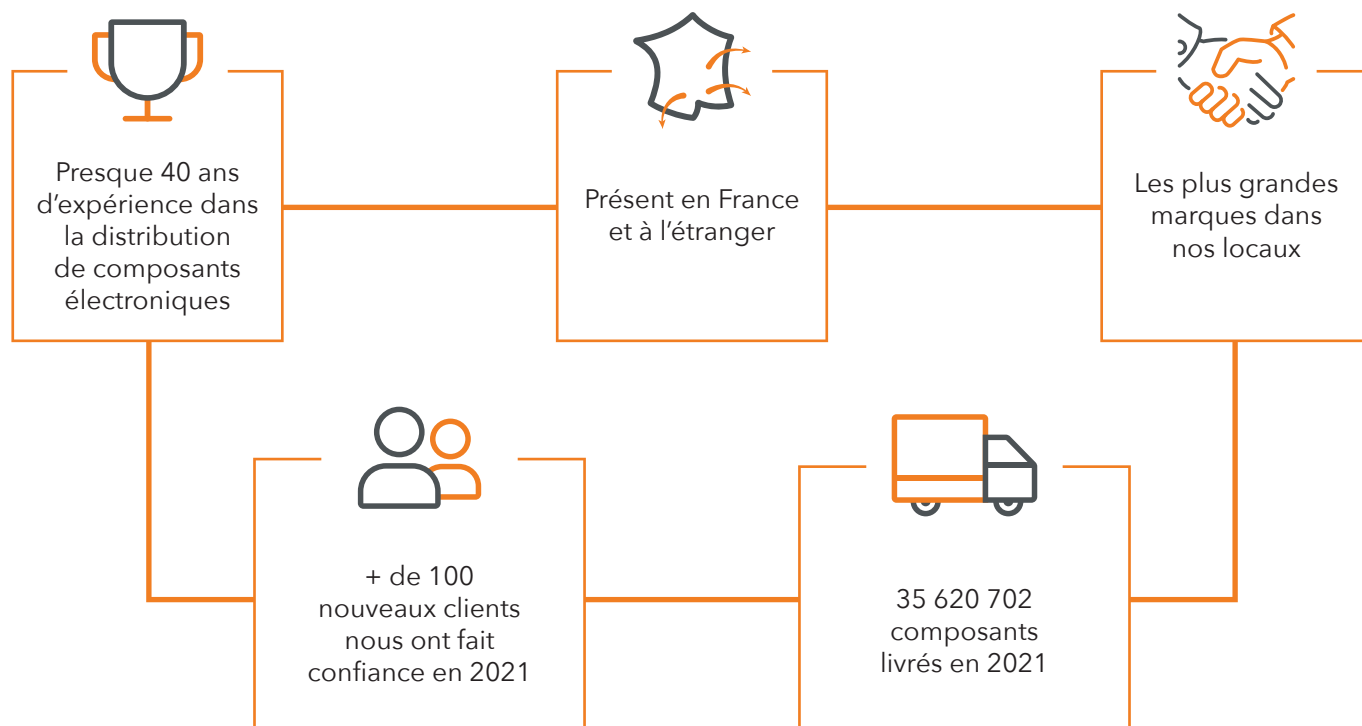 Presque 40 ans
d’expérience dans
la distribution
de composants
électroniques
Présent en France
et à l’étranger
Les plus grandes
marques dans
nos locaux
+ de 100
nouveaux clients
nous ont fait
confiance en 2021
35 620 702
composants
livrés en 2021